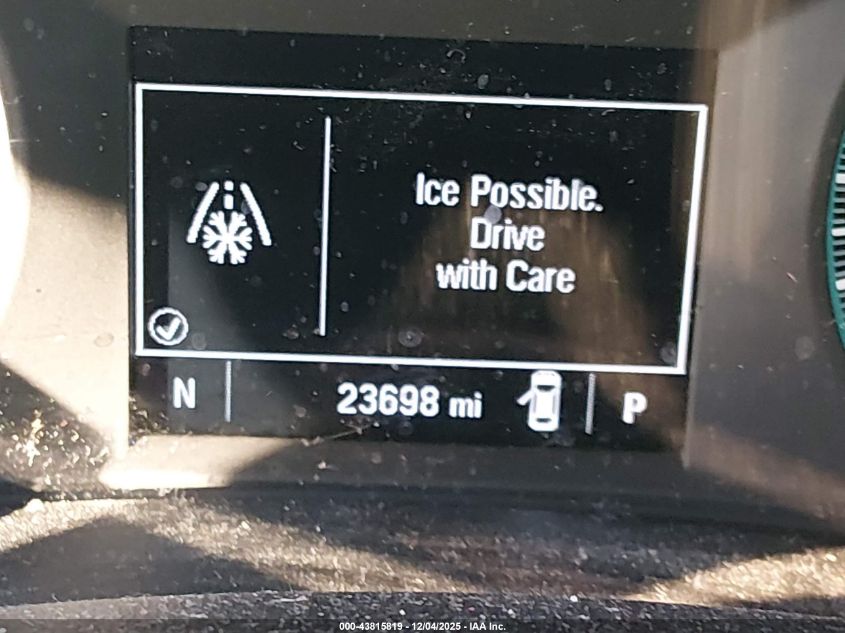 Ice Possible.
Drive
with Care
N 23698 mi P
000-43815819 - 12/04/2025 - IAA Inc.